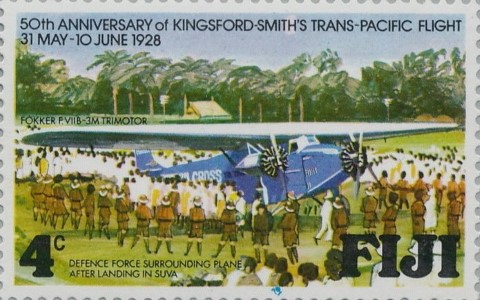 50th ANNIVERSARY of KINGSFORD-SMITH'S TRANS-PACIFIC FLIGHT
31 MAY-10 JUNE 1928
FOKKER F.VIIB-3M TRIMOTOR
CROSS
4c
FIJI
DEFENCE FORCE SURROUNDING PLANE
AFTER LANDING IN SUVA